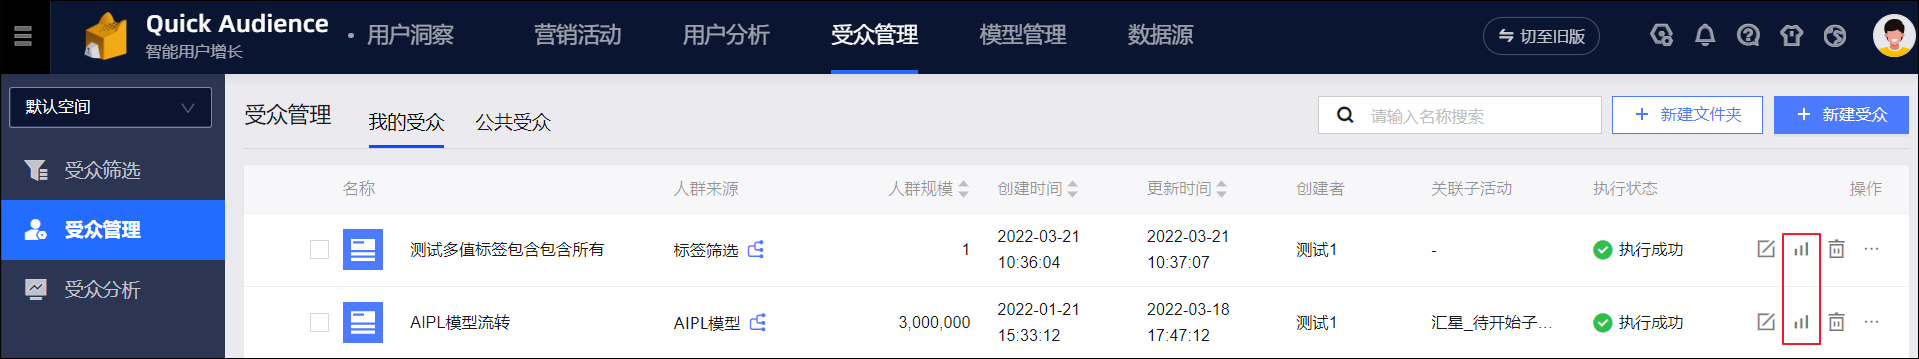 Quick Audience
智能用户增长
用户洞察
营销活动
用户分析
受众管理
模型管理
数据源
切至旧版
默认空间
受众筛选
受众管理
受众分析
受众管理
我的受众
公共受众
请输入名称搜索
+ 新建文件夹
+ 新建受众
名称 人群来源 人群规模 创建时间 更新时间 创建者 关联子活动 执行状态 操作
测试多值标签包含包含所有 标签筛选 1 2022-03-21 10:36:04 2022-03-21 10:37:07 测试1 - 执行成功 ...
AIPL模型流转 AIPL模型 3,000,000 2022-01-21 15:33:12 2022-03-18 17:47:12 测试1 汇星_待开始子... 执行成功 ...